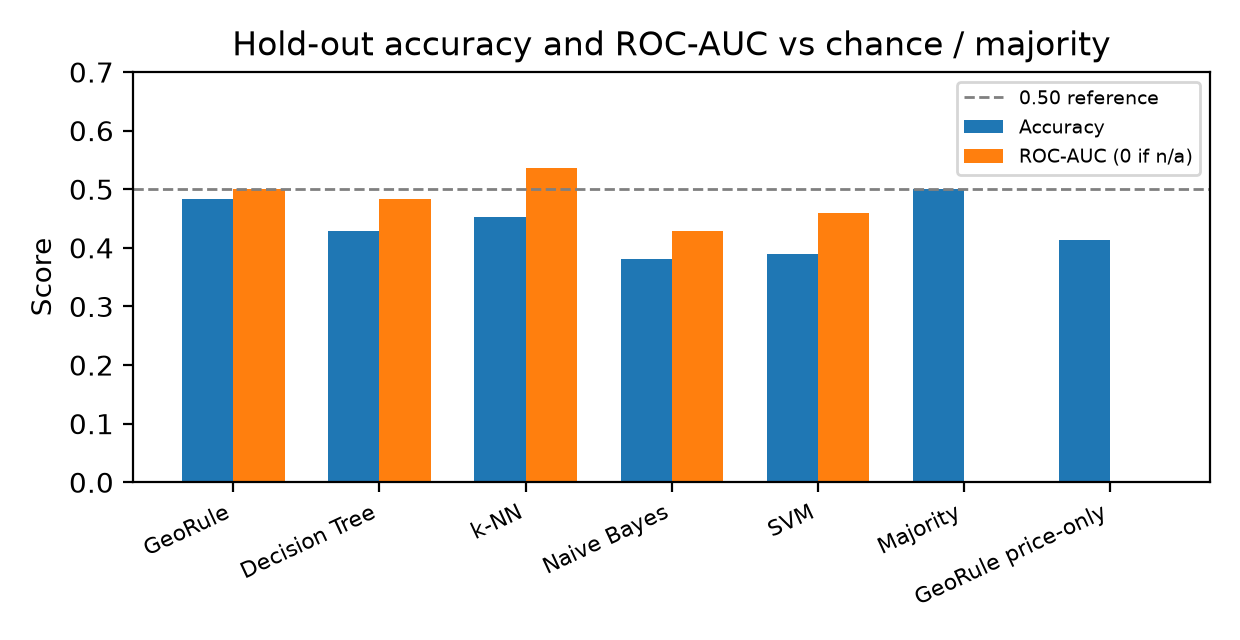 Hold-out accuracy and ROC-AUC vs chance / majority
0.7
0.6
0.5
0.4
0.3
0.2
0.1
0.0
Score
0.50 reference
Accuracy
ROC-AUC (0 if n/a)
GeoRule
Decision Tree
k-NN
Naive Bayes
SVM
Majority
GeoRule price-only